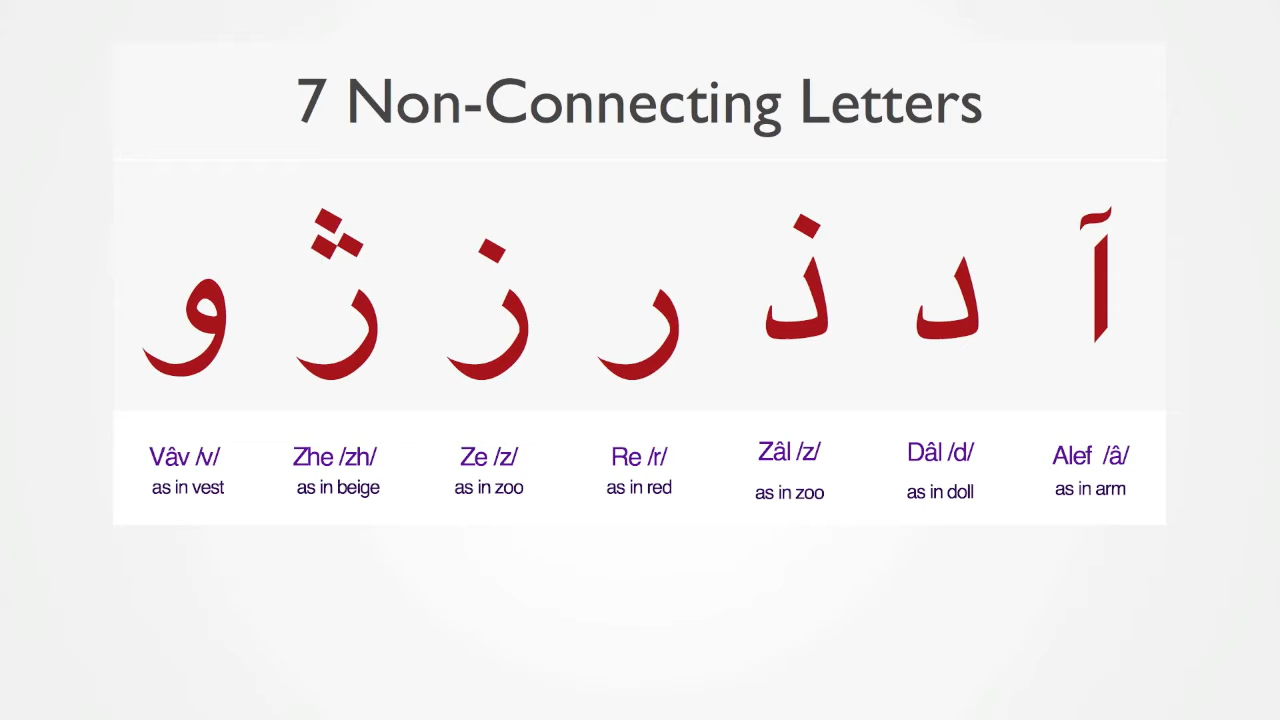 7 Non-Connecting Letters
آ د ذ ر ز ژ و
Vâv /v/ Zhe /zh/ Ze /z/ Re /r/ Zâl /z/ Dâl /d/ Alef /â/
as in vest as in beige as in zoo as in red as in zoo as in doll as in arm